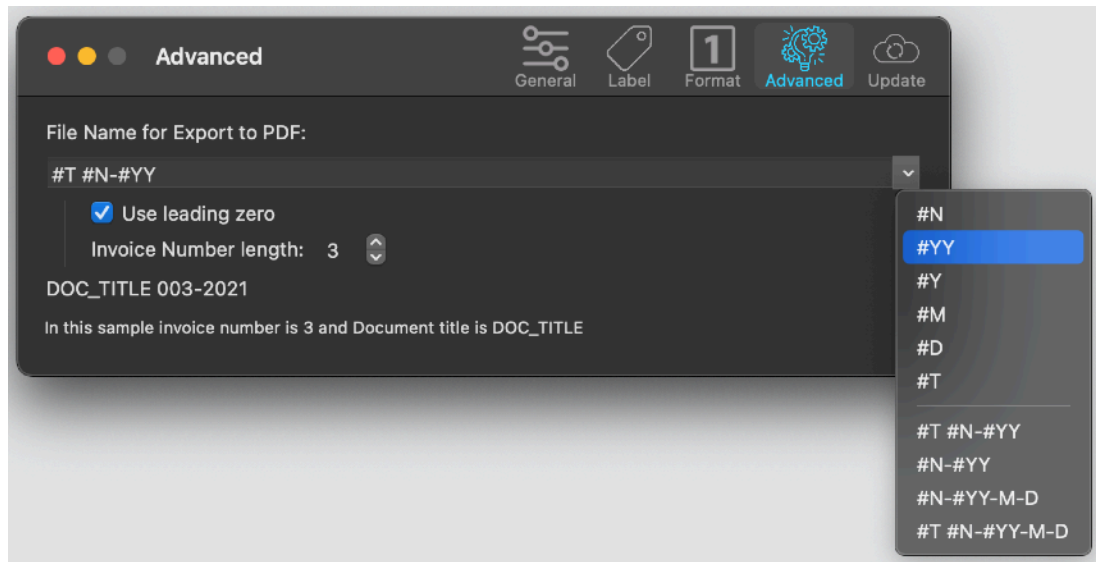 Advanced
General Label Format Advanced Update
1
File Name for Export to PDF:
#T #N-#YY
Use leading zero
Invoice Number length: 3
DOC_TITLE 003-2021
In this sample invoice number is 3 and Document title is DOC_TITLE
#N
#YY
#Y
#M
#D
#T
#T #N-#YY
#N-#YY
#N-#YY-M-D
#T #N-#YY-M-D